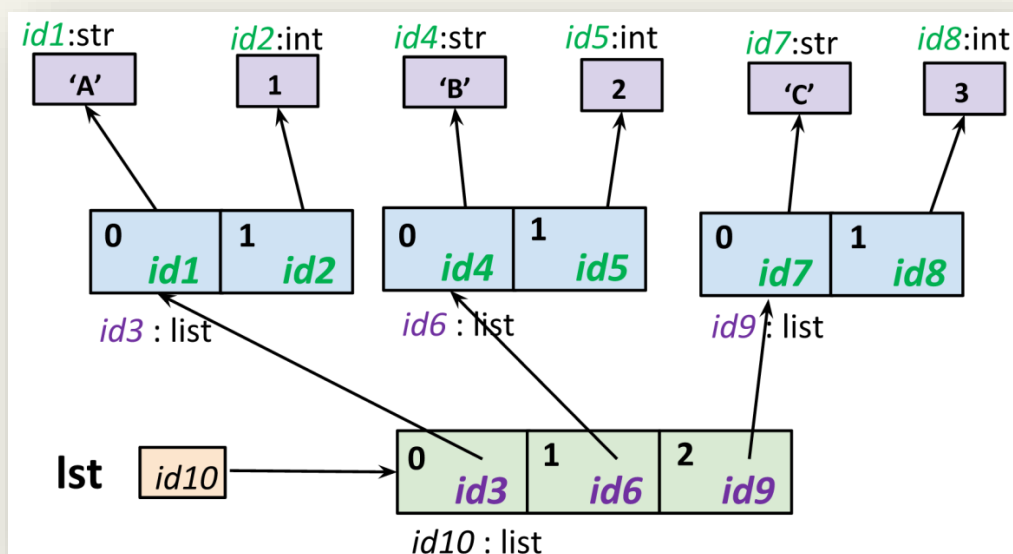 id1:str id2:int id4:str id5:int id7:str id8:int
‘A’ 1 ‘B’ 2 ‘C’ 3
0 1 0 1 0 1
id1 id2 id4 id5 id7 id8
id3 : list id6 : list id9 : list
0 1 2
lst id10 id3 id6 id9
id10 : list